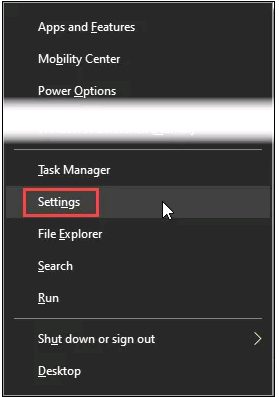 Apps and Features
Mobility Center
Power Options
Task Manager
Settings
File Explorer
Search
Run
Shut down or sign out
Desktop